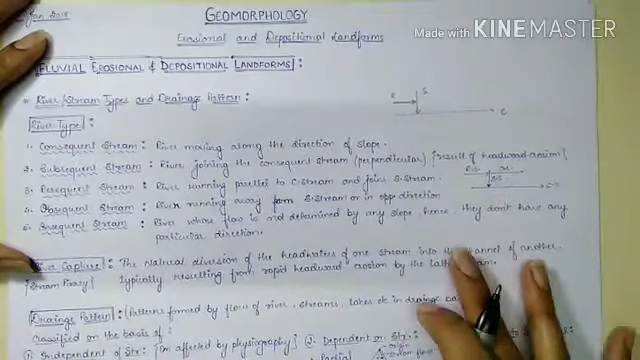 Jan 2018
GEOMORPHOLOGY
Made with KINEMASTER
Erosional and Depositional Landforms
FLUVIAL EROSIONAL & DEPOSITIONAL LANDFORMS :
* River/Stream Types and Drainage Pattern :
R S
C
River Type :
1. Consequent Stream : River moving along the direction of slope.
2. Subsequent Stream : River joining the consequent stream (perpendicular) [result of headward erosion]
3. Resequent Stream : River running parallel to C.stream and joins S.stream.
4. Obsequent Stream : River running away from S.stream or in opp direction
5. Insequent Stream : River whose flow is not determined by any slope, hence, they don't have any
particular direction.
River Capture : The natural diversion of the headwaters of one stream into the channel of another
[Stream Piracy] typically resulting from rapid headward erosion by the
Drainage Pattern : (Patterns formed by flow of river, streams, lakes etc in drainage
classified on the basis of :
① Independent of Str : [on affected by physiography] ②. Dependent on Str. :
Radial